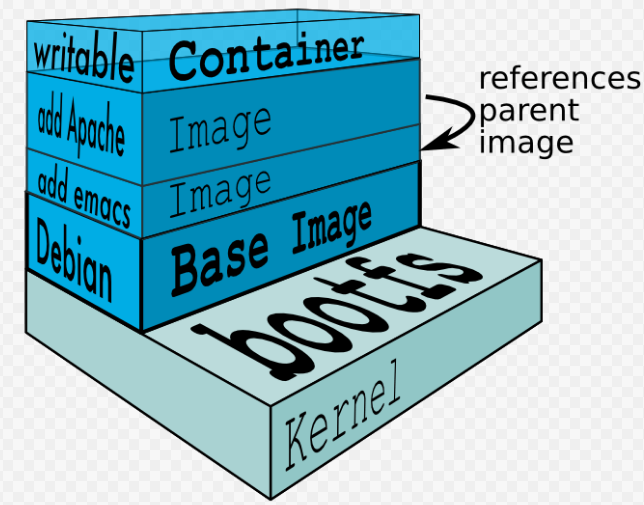 writable Container
add Apache Image
add emacs Image
Debian Base Image
references
parent
image
bootfs
Kernel